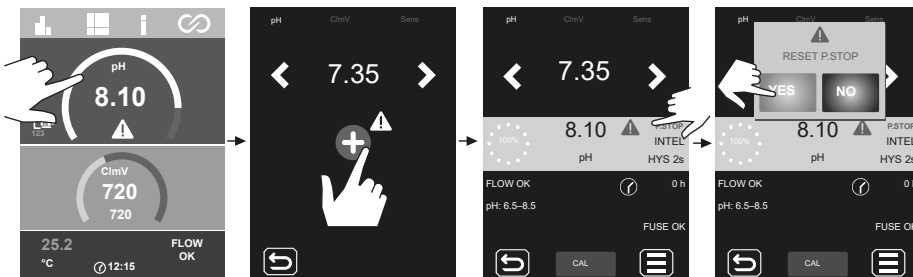 pH
8.10
123
ClmV
720
720
25.2
°C
12:15
FLOW
OK
pH ClmV Sens
7.35
pH ClmV Sens
7.35
100%
8.10
pH
P.STOP
INTEL
HYS 2s
FLOW OK
0 h
pH: 6.5–8.5
FUSE OK
CAL
pH ClmV Sens
RESET P.STOP
YES
NO
100%
8.10
pH
P.STOP
INTEL
HYS 2s
FLOW OK
0 h
pH: 6.5–8.5
FUSE OK
CAL